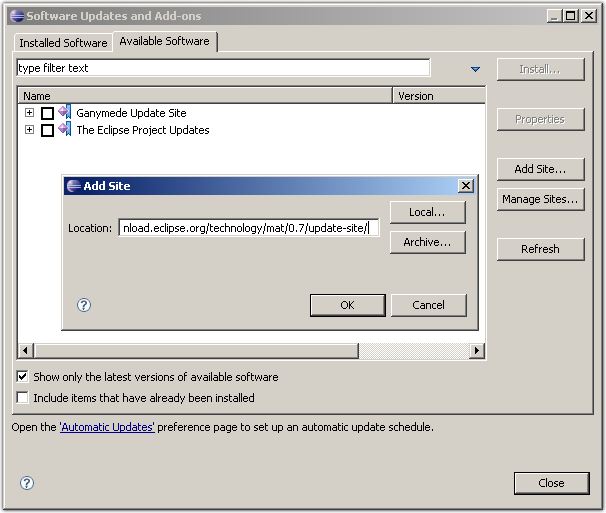 Software Updates and Add-ons
Installed Software
Available Software
type filter text
Install...
Name
Version
Ganymede Update Site
Properties
The Eclipse Project Updates
Add Site...
Add Site
Manage Sites...
Local...
Location:
nload.eclipse.org/technology/mat/0.7/update-site/
Archive...
Refresh
OK
Cancel
Show only the latest versions of available software
Include items that have already been installed
Open the 'Automatic Updates' preference page to set up an automatic update schedule.
Close